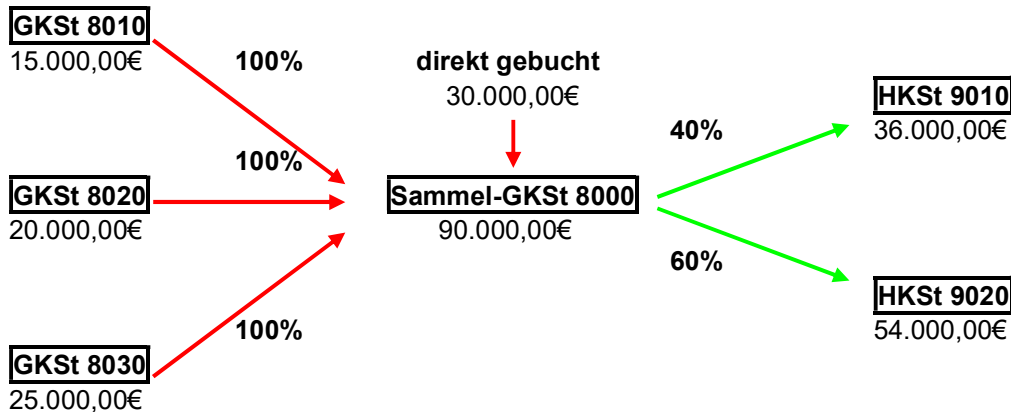 GKSt 8010
15.000,00€
100%
direkt gebucht
30.000,00€
HKSt 9010
36.000,00€
40%
100%
GKSt 8020
20.000,00€
Sammel-GKSt 8000
90.000,00€
60%
HKSt 9020
54.000,00€
100%
GKSt 8030
25.000,00€